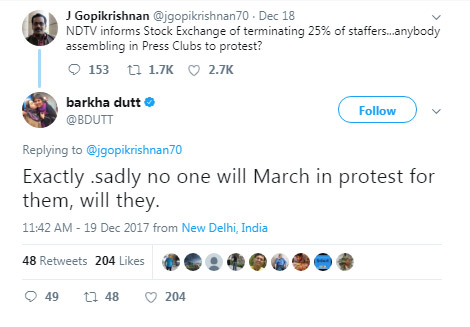 J Gopikrishnan @jgopikrishnan70 · Dec 18
NDTV informs Stock Exchange of terminating 25% of staffers...anybody
assembling in Press Clubs to protest?
153 1.7K 2.7K
barkha dutt
@BDUTT
Follow
Replying to @jgopikrishnan70
Exactly .sadly no one will March in protest for
them, will they.
11:42 AM - 19 Dec 2017 from New Delhi, India
48 Retweets 204 Likes
49 48 204